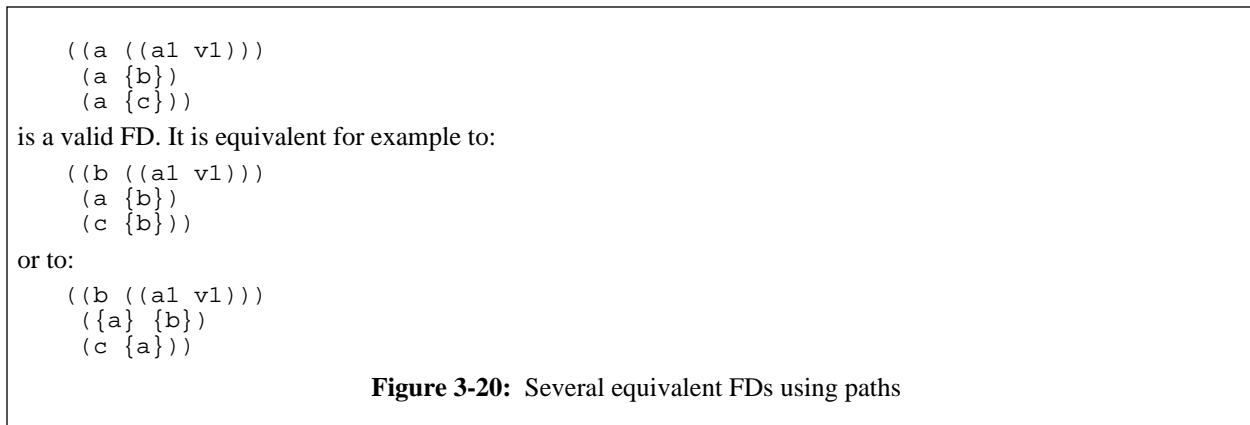 ((a ((a1 v1)))
(a {b})
(a {c}))
is a valid FD. It is equivalent for example to:
((b ((a1 v1)))
(a {b})
(c {b}))
or to:
((b ((a1 v1)))
({a} {b})
(c {a}))
Figure 3-20: Several equivalent FDs using paths